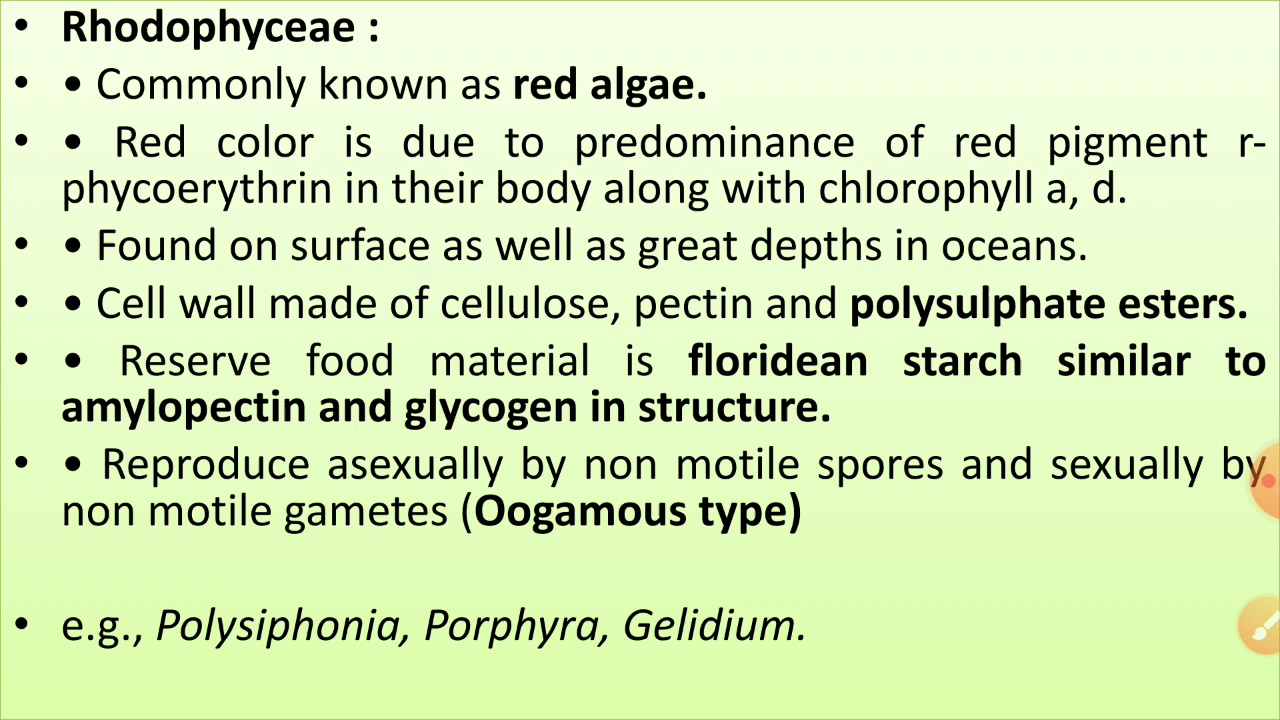 • Rhodophyceae :
• • Commonly known as red algae.
• • Red color is due to predominance of red pigment r-
phycoerythrin in their body along with chlorophyll a, d.
• • Found on surface as well as great depths in oceans.
• • Cell wall made of cellulose, pectin and polysulphate esters.
• • Reserve food material is floridean starch similar to
amylopectin and glycogen in structure.
• • Reproduce asexually by non motile spores and sexually by
non motile gametes (Oogamous type)
• e.g., Polysiphonia, Porphyra, Gelidium.